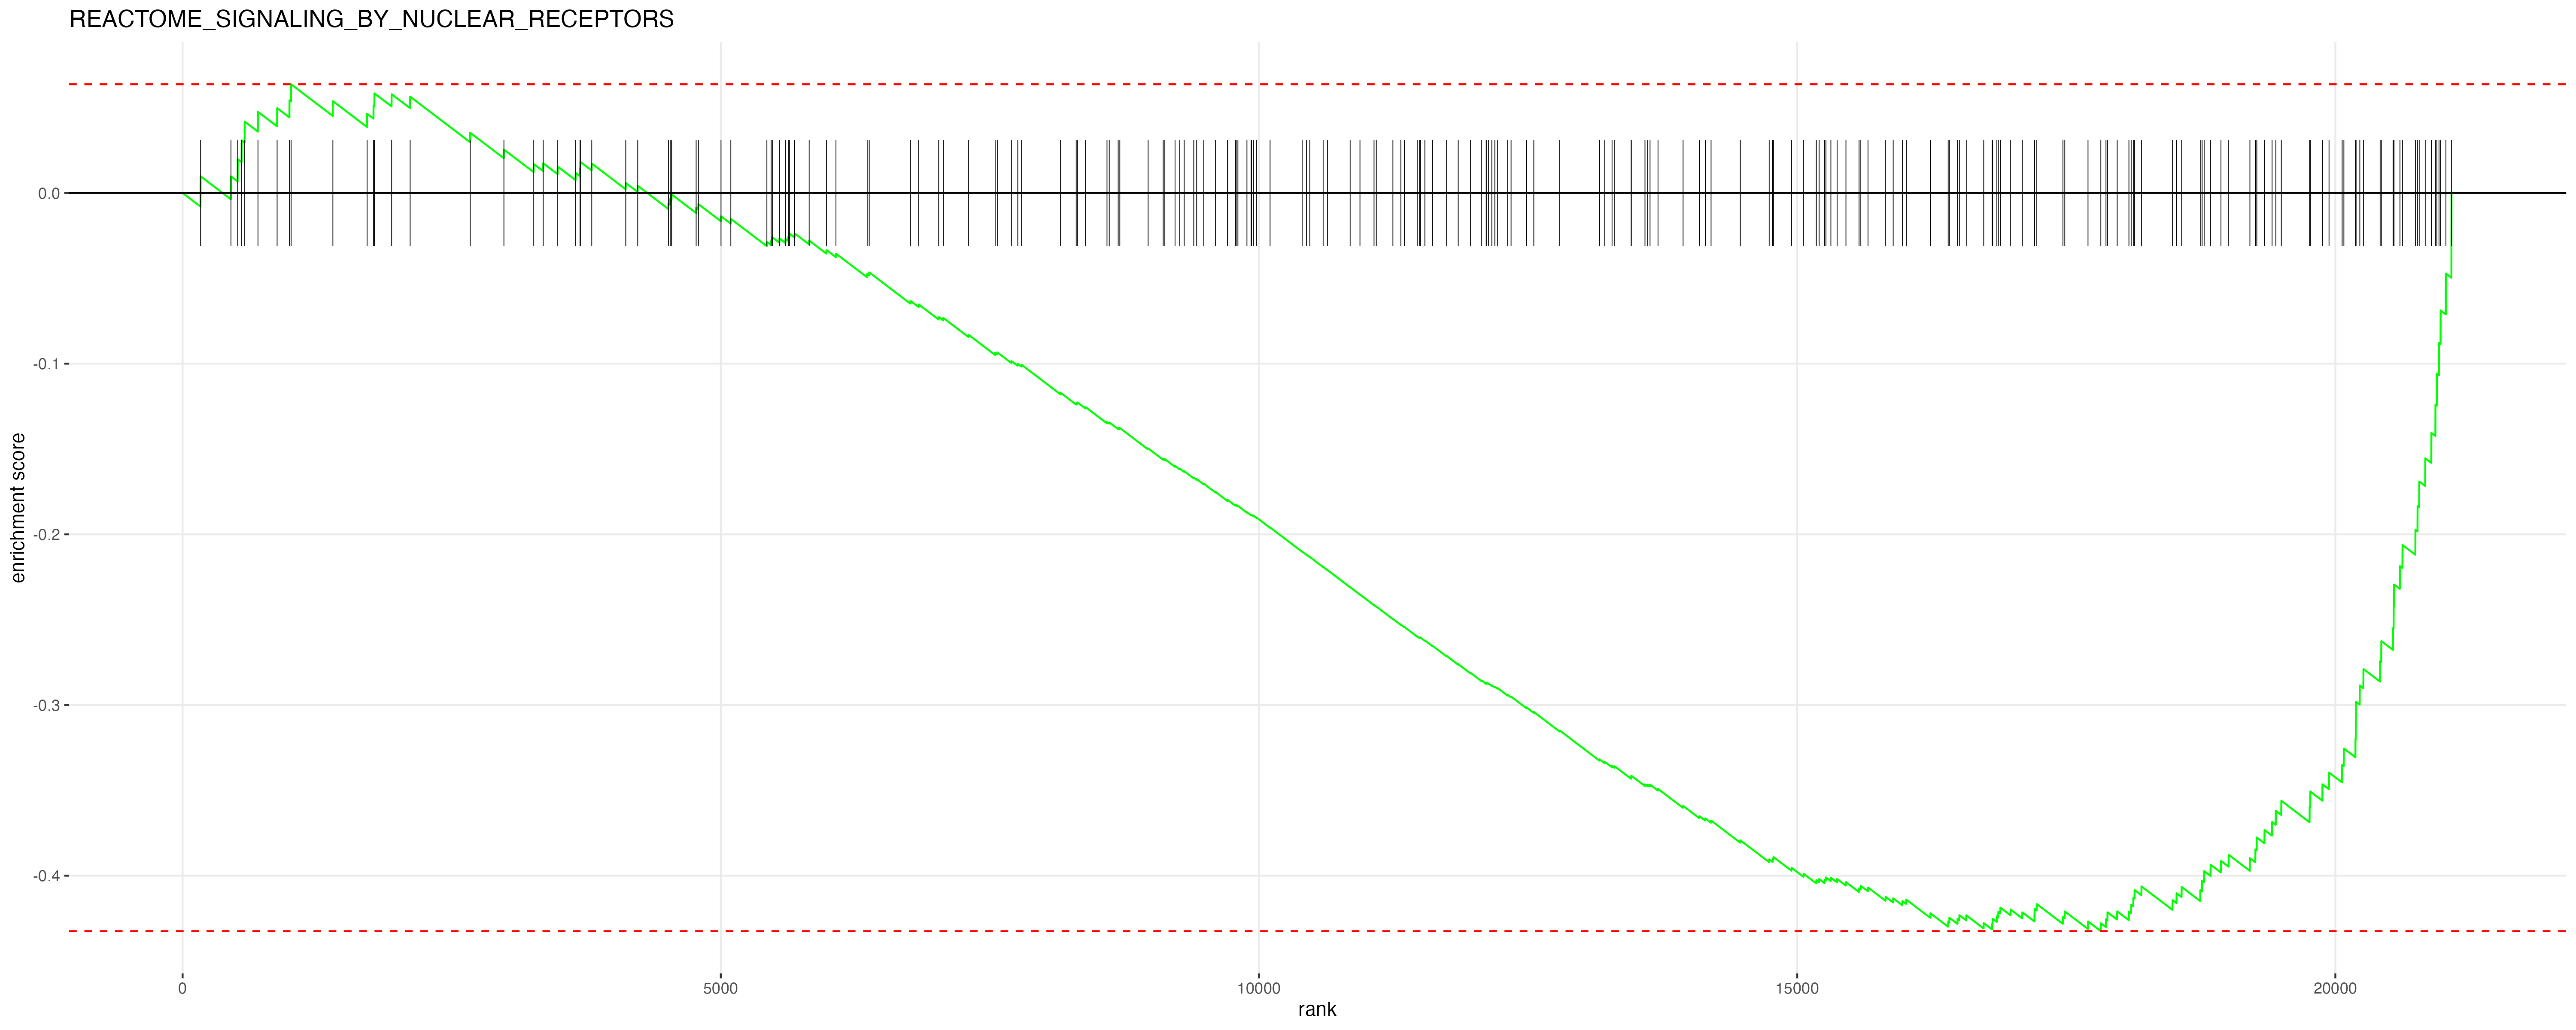 REACTOME_SIGNALING_BY_NUCLEAR_RECEPTORS
0.0
-0.1
-0.2
-0.3
-0.4
enrichment score
0 5000 10000 15000 20000
rank